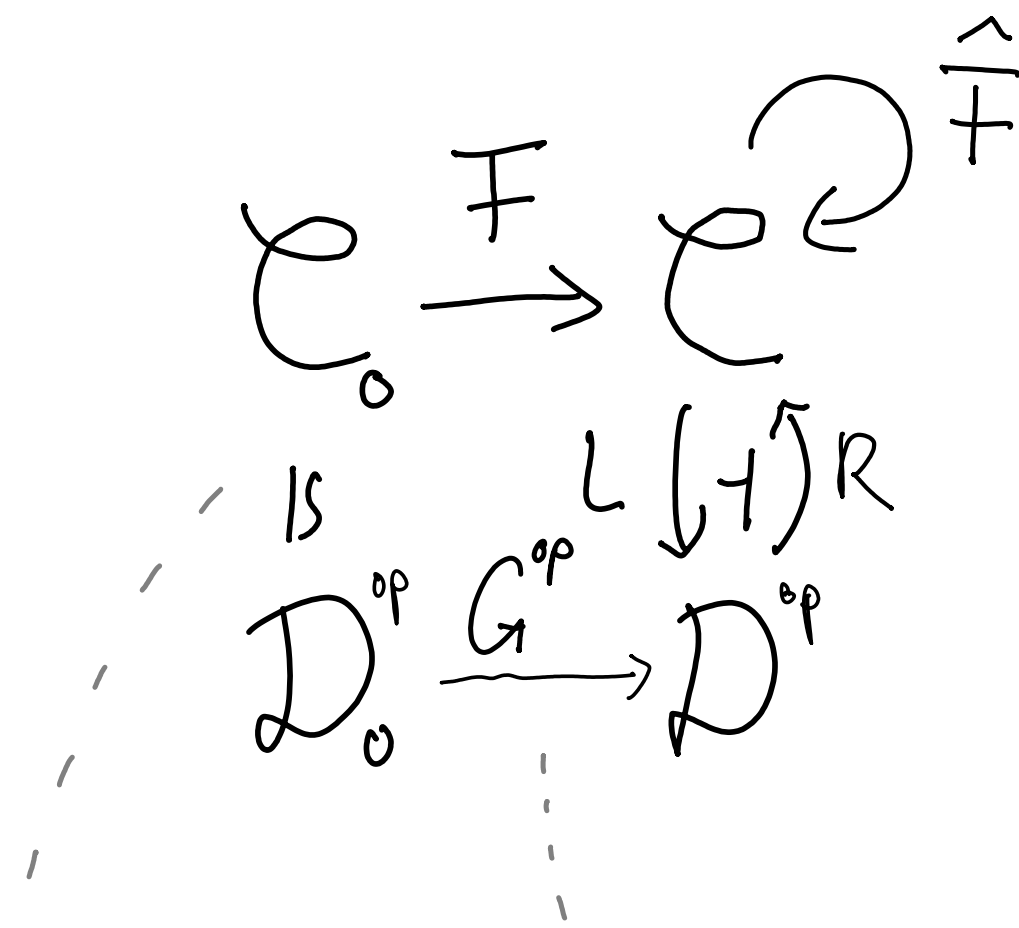 F̂
F
𝒞₀ → 𝒞
≀| L ⊣ R
G^op
𝒟₀^op → 𝒟^op